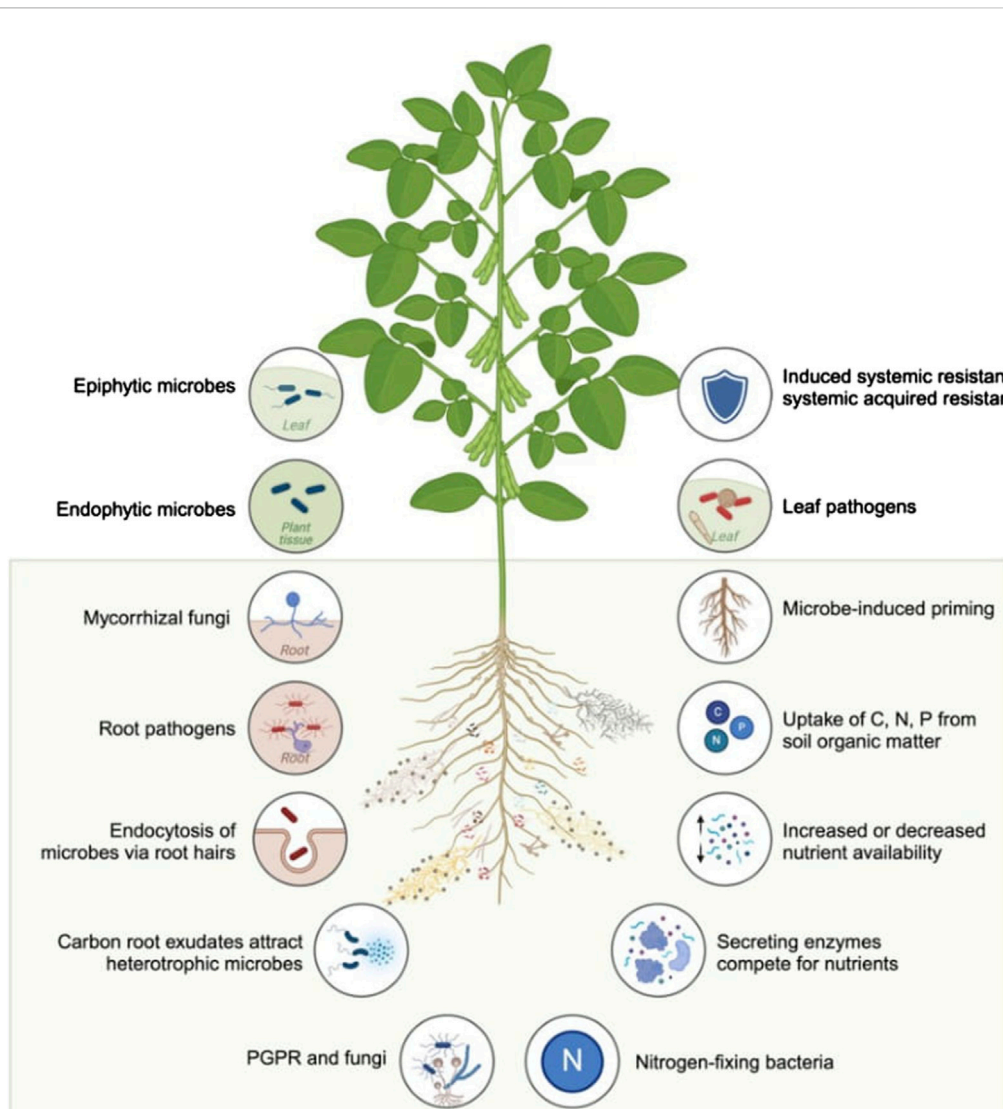 Epiphytic microbes
Leaf
Induced systemic resistan
systemic acquired resistan
Endophytic microbes
Plant
tissue
Leaf pathogens
Leaf
Mycorrhizal fungi
Root
Microbe-induced priming
Root pathogens
Root
C
P
N
Uptake of C, N, P from
soil organic matter
Endocytosis of
microbes via root hairs
Increased or decreased
nutrient availability
Carbon root exudates attract
heterotrophic microbes
Secreting enzymes
compete for nutrients
PGPR and fungi
N
Nitrogen-fixing bacteria